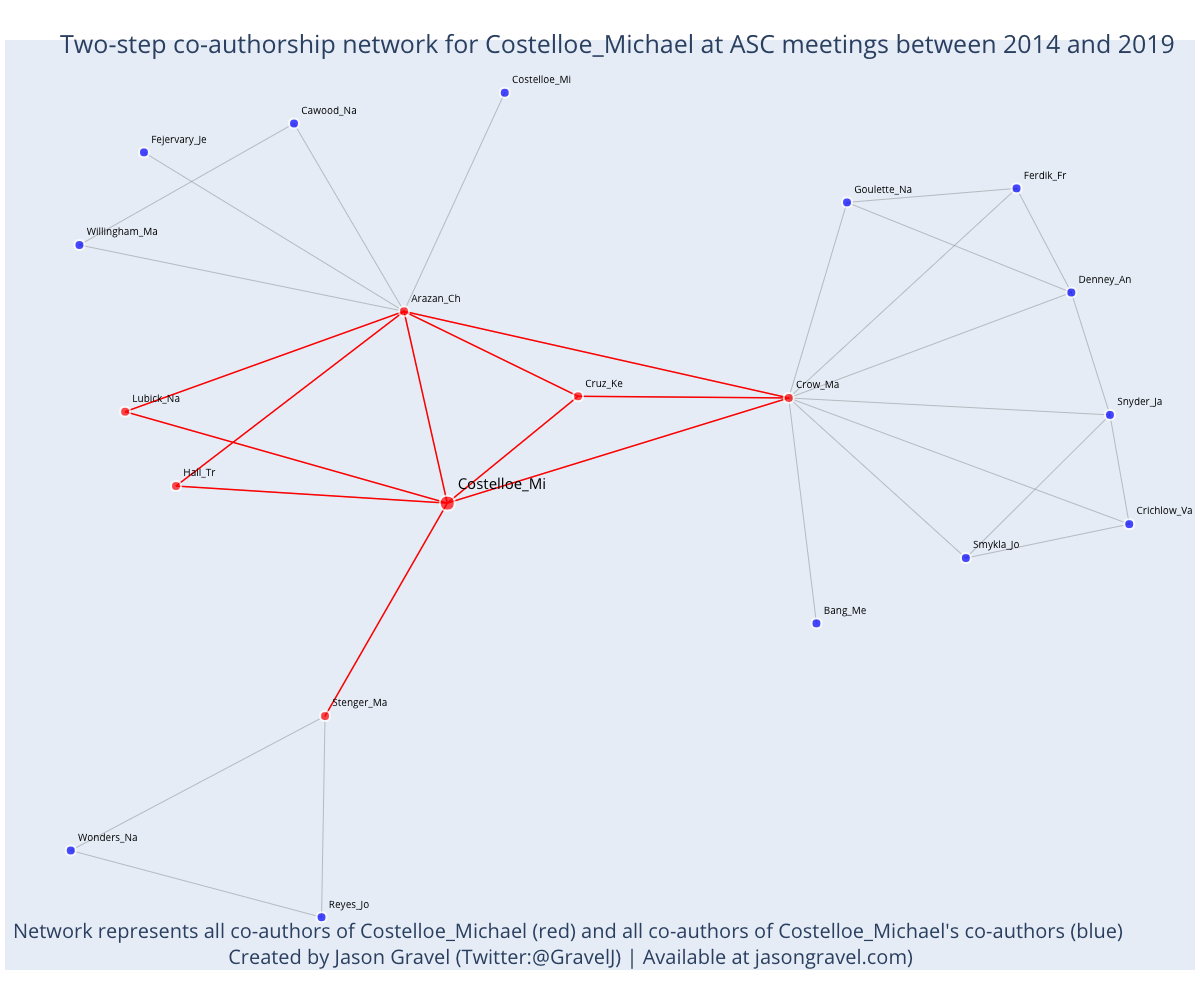 Two-step co-authorship network for Costelloe_Michael at ASC meetings between 2014 and 2019
Costelloe_Mi
Cawood_Na
Fejervary_Je
Ferdik_Fr
Goulette_Na
Willingham_Ma
Denney_An
Arazan_Ch
Cruz_Ke
Crow_Ma
Lubick_Na
Snyder_Ja
Hail_Tr
Costelloe_Mi
Crichlow_Va
Smykla_Jo
Bang_Me
Stenger_Ma
Wonders_Na
Reyes_Jo
Network represents all co-authors of Costelloe_Michael (red) and all co-authors of Costelloe_Michael's co-authors (blue)
Created by Jason Gravel (Twitter:@GravelJ) | Available at jasongravel.com)